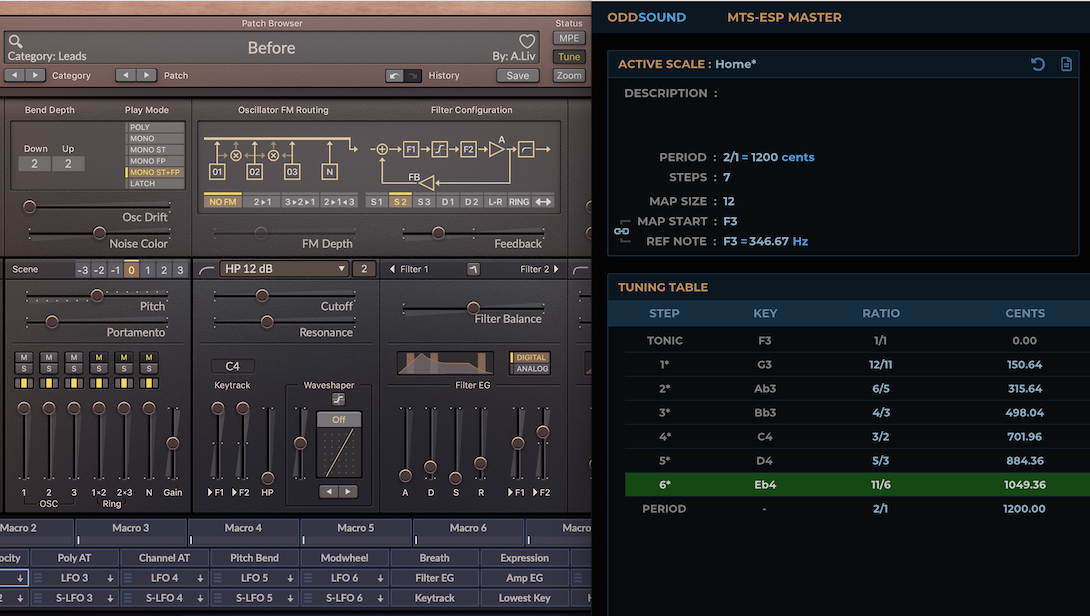 Patch Browser
Status
Before
Category: Leads
By: A.Liv
MPE
Tune
Zoom
Category
Patch
History
Save
Bend Depth
Play Mode
Oscillator FM Routing
Filter Configuration
Down Up
2 2
POLY
MONO
MONO ST
MONO FP
MONO ST+FP
LATCH
01 02 03 N
F1 F2 A
FB
NO FM 2▸1 3▸2▸1 2▸1◂3
S 1 S 2 S 3 D 1 D 2 L-R RING
Osc Drift
Noise Color
FM Depth
Feedback
Scene -3 -2 -1 0 1 2 3
HP 12 dB 2
Filter 1
Filter 2
Pitch
Portamento
Cutoff
Resonance
Filter Balance
M M M M M M
S S S S S S
C4
Keytrack
Waveshaper
Off
DIGITAL
ANALOG
Filter EG
1 2 3 1×2 2×3 N Gain
OSC Ring
▸F1 ▸F2 HP
A D S R ▸F1 ▸F2
Macro 2 Macro 3 Macro 4 Macro 5 Macro 6 Macro
ocity Poly AT Channel AT Pitch Bend Modwheel Breath Expression
LFO 3 LFO 4 LFO 5 LFO 6 Filter EG Amp EG
2 S-LFO 3 S-LFO 4 S-LFO 5 S-LFO 6 Keytrack Lowest Key
ODDSOUND MTS-ESP MASTER
ACTIVE SCALE : Home*
DESCRIPTION :
PERIOD : 2/1 = 1200 cents
STEPS : 7
MAP SIZE : 12
MAP START : F3
REF NOTE : F3 = 346.67 Hz
TUNING TABLE
STEP KEY RATIO CENTS
TONIC F3 1/1 0.00
1* G3 12/11 150.64
2* Ab3 6/5 315.64
3* Bb3 4/3 498.04
4* C4 3/2 701.96
5* D4 5/3 884.36
6* Eb4 11/6 1049.36
PERIOD - 2/1 1200.00